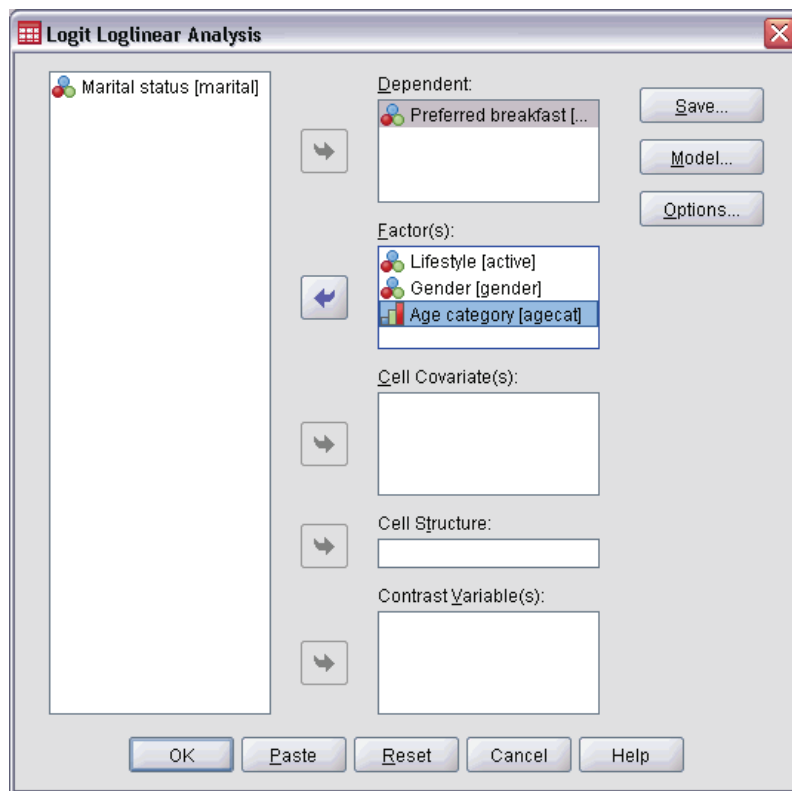 Logit Loglinear Analysis
Marital status [marital]
Dependent:
Preferred breakfast [...
Factor(s):
Lifestyle [active]
Gender [gender]
Age category [agecat]
Cell Covariate(s):
Cell Structure:
Contrast Variable(s):
Save...
Model...
Options...
OK
Paste
Reset
Cancel
Help